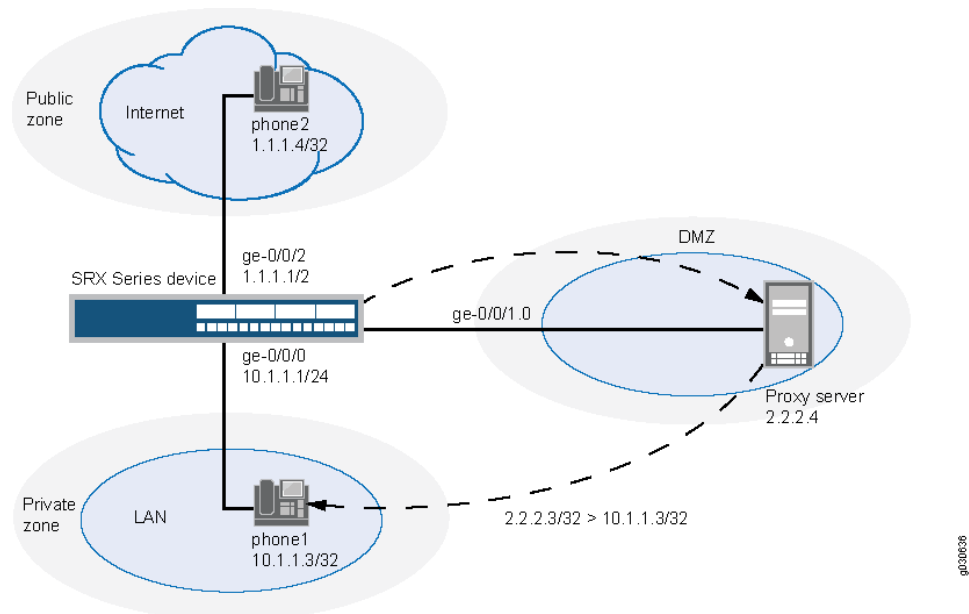 Public
zone
Internet
phone2
1.1.1.4/32
ge-0/0/2
1.1.1.1/2
SRX Series device
DMZ
ge-0/0/1.0
ge-0/0/0
10.1.1.1/24
Proxy server
2.2.2.4
Private
zone
LAN
phone1
10.1.1.3/32
2.2.2.3/32 > 10.1.1.3/32
g030636